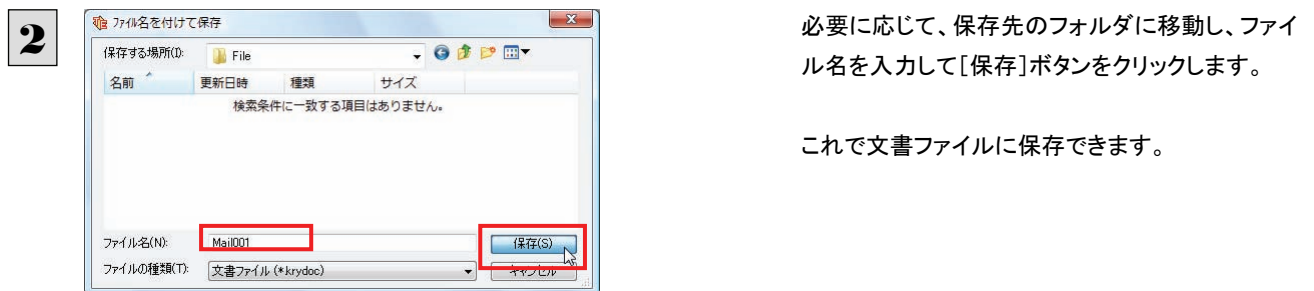 2
ファイル名を付けて保存
保存する場所(I):
File
名前
更新日時
種類
サイズ
検索条件に一致する項目はありません。
ファイル名(N):
Mail001
保存(S)
ファイルの種類(T):
文書ファイル (*krydoc)
キャンセル
必要に応じて、保存先のフォルダに移動し、ファイ
ル名を入力して[保存]ボタンをクリックします。
これで文書ファイルに保存できます。